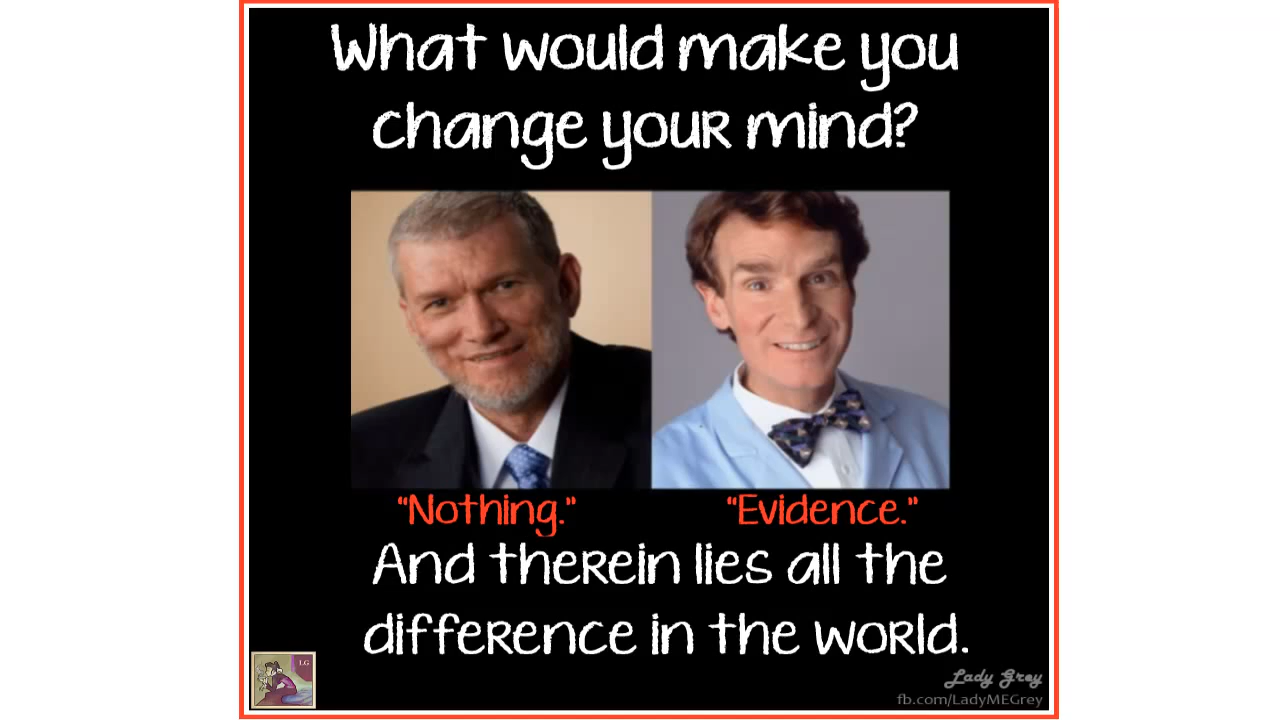 What would make you
change your mind?
"Nothing." "Evidence."
And therein lies all the
difference in the world.
LG
Lady Grey
fb.com/LadyMEGrey